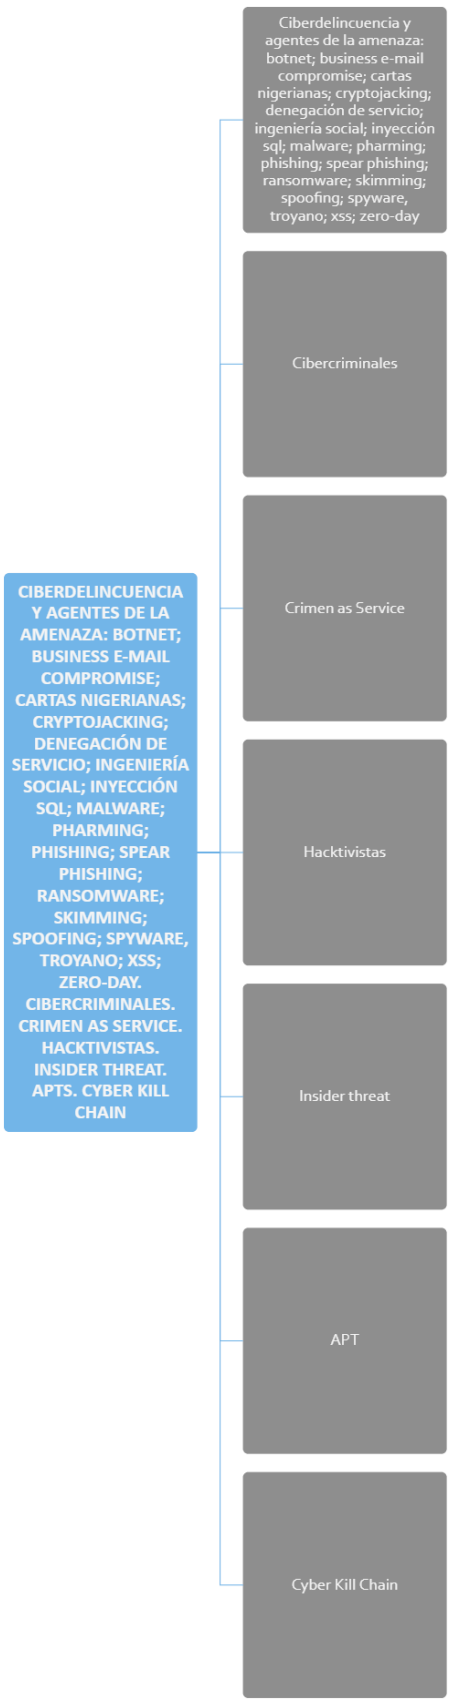 Ciberdelincuencia y
agentes de la amenaza:
botnet; business e-mail
compromise; cartas
nigerianas; cryptojacking;
denegación de servicio;
ingeniería social; inyección
sql; malware; pharming;
phishing; spear phishing;
ransomware; skimming;
spoofing; spyware,
troyano; xss; zero-day
Cibercriminales
Crimen as Service
CIBERDELINCUENCIA
Y AGENTES DE LA
AMENAZA: BOTNET;
BUSINESS E-MAIL
COMPROMISE;
CARTAS NIGERIANAS;
CRYPTOJACKING;
DENEGACIÓN DE
SERVICIO; INGENIERÍA
SOCIAL; INYECCIÓN
SQL; MALWARE;
PHARMING;
PHISHING; SPEAR
PHISHING;
RANSOMWARE;
SKIMMING;
SPOOFING; SPYWARE,
TROYANO; XSS;
ZERO-DAY.
CIBERCRIMINALES.
CRIMEN AS SERVICE.
HACKTIVISTAS.
INSIDER THREAT.
APTS. CYBER KILL
CHAIN
Hacktivistas
Insider threat
APT
Cyber Kill Chain